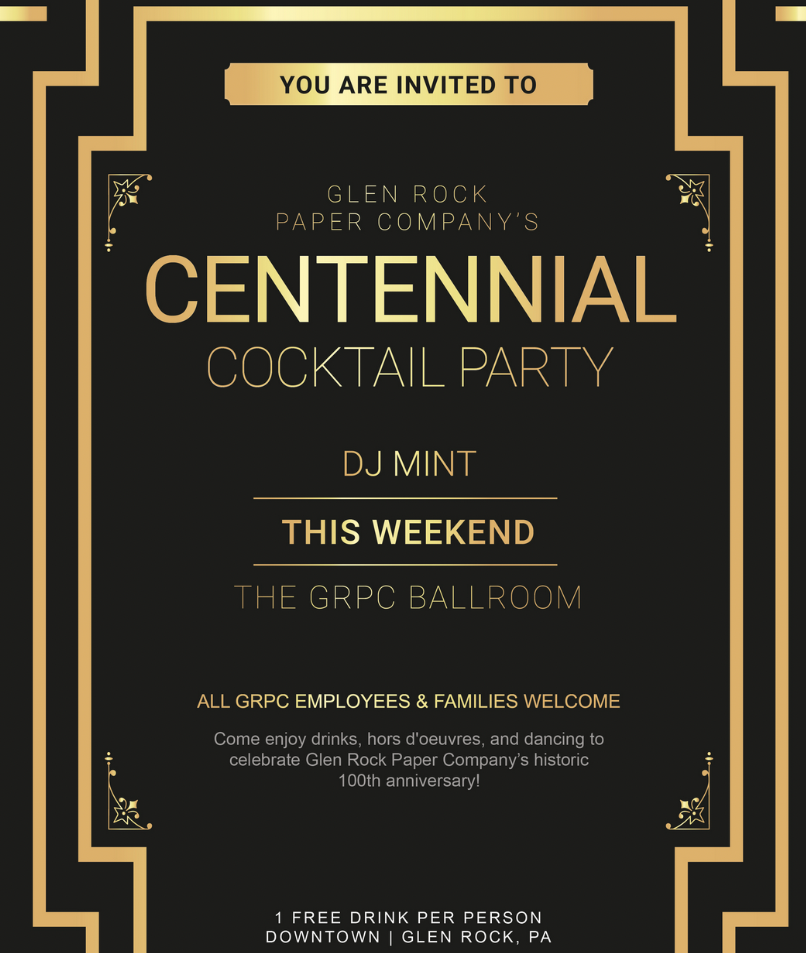 YOU ARE INVITED TO
GLEN ROCK
PAPER COMPANY'S
CENTENNIAL
COCKTAIL PARTY
DJ MINT
THIS WEEKEND
THE GRPC BALLROOM
ALL GRPC EMPLOYEES & FAMILIES WELCOME
Come enjoy drinks, hors d'oeuvres, and dancing to
celebrate Glen Rock Paper Company's historic
100th anniversary!
1 FREE DRINK PER PERSON
DOWNTOWN | GLEN ROCK, PA